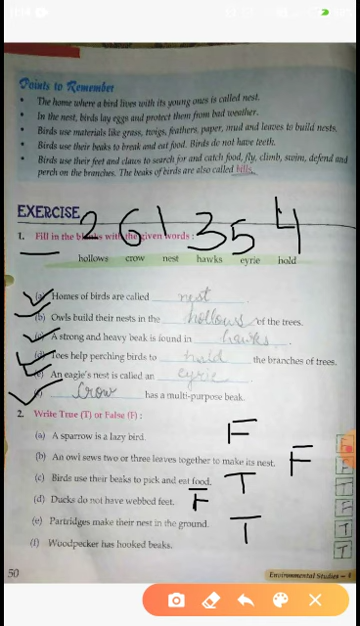 Points to Remember
• The home where a bird lives with its young ones is called nest.
• In the nest, birds lay eggs and protect them from bad weather.
• Birds use materials like grass, twigs, feathers, paper, mud and leaves to build nests.
• Birds use their beaks to break and eat food. Birds do not have teeth.
• Birds use their feet and claws to search for and catch food, fly, climb, swim, defend and
perch on the branches. The beaks of birds are also called bills.
EXERCISE
2 6 1 3 5 4
1. Fill in the blanks with the given words :
hollows crow nest hawks eyrie hold
(a) Homes of birds are called nest.
(b) Owls build their nests in the hollows of the trees.
(c) A strong and heavy beak is found in hawks.
(d) Toes help perching birds to hold the branches of trees.
(e) An eagle's nest is called an eyrie.
Crow has a multi-purpose beak.
2. Write True (T) or False (F) :
(a) A sparrow is a lazy bird. F
(b) An owl sews two or three leaves together to make its nest. F F
(c) Birds use their beaks to pick and eat food. T T
(d) Ducks do not have webbed feet. F F
(e) Partridges make their nest in the ground. T T
(f) Woodpecker has hooked beaks. T
50
Environmental Studies – 3